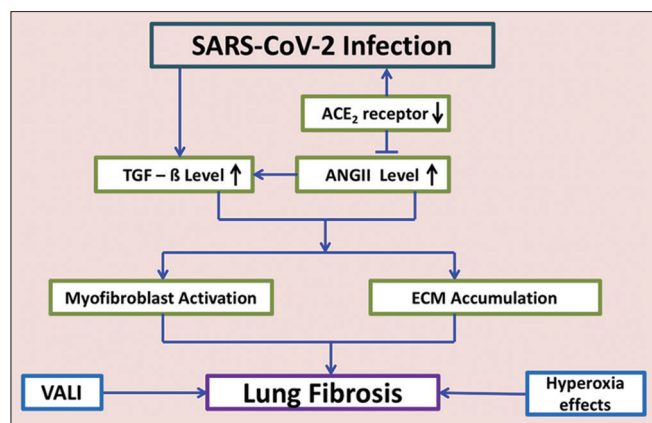 SARS-CoV-2 Infection
ACE₂ receptor ↓
TGF – ß Level ↑
ANGII Level ↑
Myofibroblast Activation
ECM Accumulation
VALI
Lung Fibrosis
Hyperoxia
effects